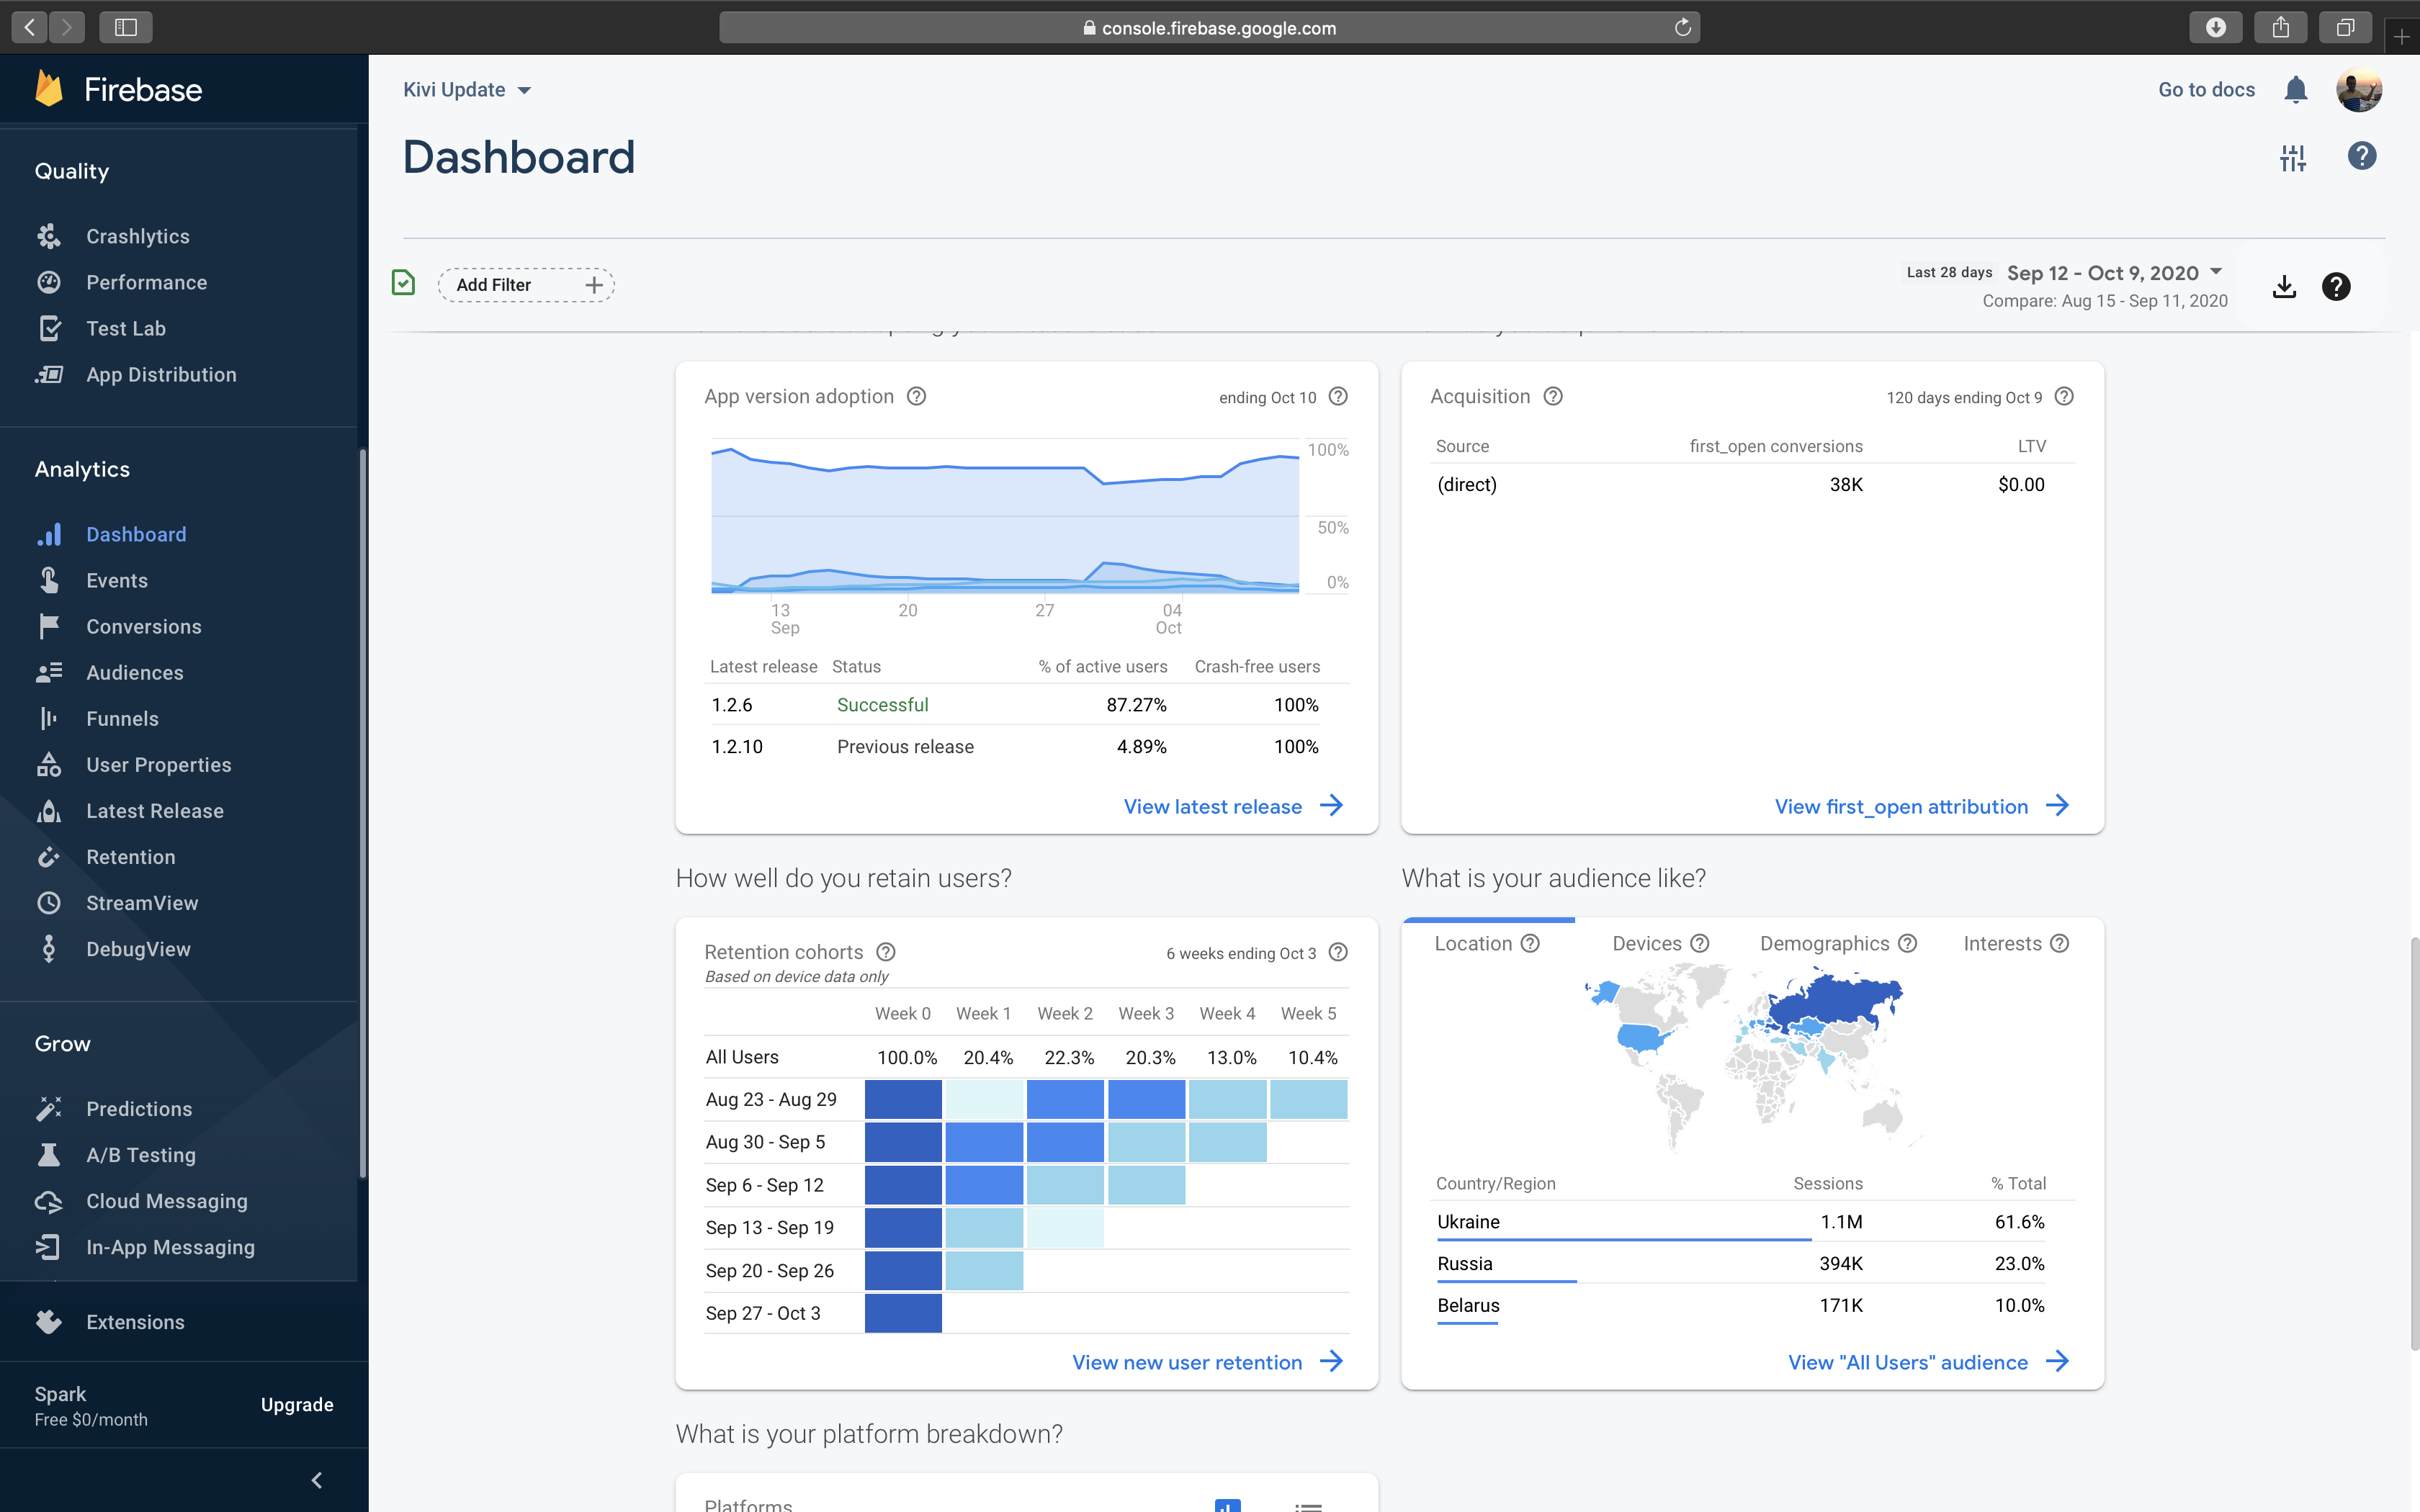 console.firebase.google.com
Firebase
Quality
Crashlytics
Performance
Test Lab
App Distribution
Analytics
Dashboard
Events
Conversions
Audiences
Funnels
User Properties
Latest Release
Retention
StreamView
DebugView
Grow
Predictions
A/B Testing
Cloud Messaging
In-App Messaging
Extensions
Spark
Free $0/month
Upgrade
Kivi Update
Go to docs
Dashboard
Add Filter
Last 28 days Sep 12 - Oct 9, 2020
Compare: Aug 15 - Sep 11, 2020
App version adoption ending Oct 10
100%
50%
0%
13 20 27 04
Sep Oct
Latest release Status % of active users Crash-free users
1.2.6 Successful 87.27% 100%
1.2.10 Previous release 4.89% 100%
View latest release
Acquisition 120 days ending Oct 9
Source first_open conversions LTV
(direct) 38K $0.00
View first_open attribution
How well do you retain users?
Retention cohorts 6 weeks ending Oct 3
Based on device data only
Week 0 Week 1 Week 2 Week 3 Week 4 Week 5
All Users 100.0% 20.4% 22.3% 20.3% 13.0% 10.4%
Aug 23 - Aug 29
Aug 30 - Sep 5
Sep 6 - Sep 12
Sep 13 - Sep 19
Sep 20 - Sep 26
Sep 27 - Oct 3
View new user retention
What is your audience like?
Location Devices Demographics Interests
Country/Region Sessions % Total
Ukraine 1.1M 61.6%
Russia 394K 23.0%
Belarus 171K 10.0%
View "All Users" audience
What is your platform breakdown?
Platforms